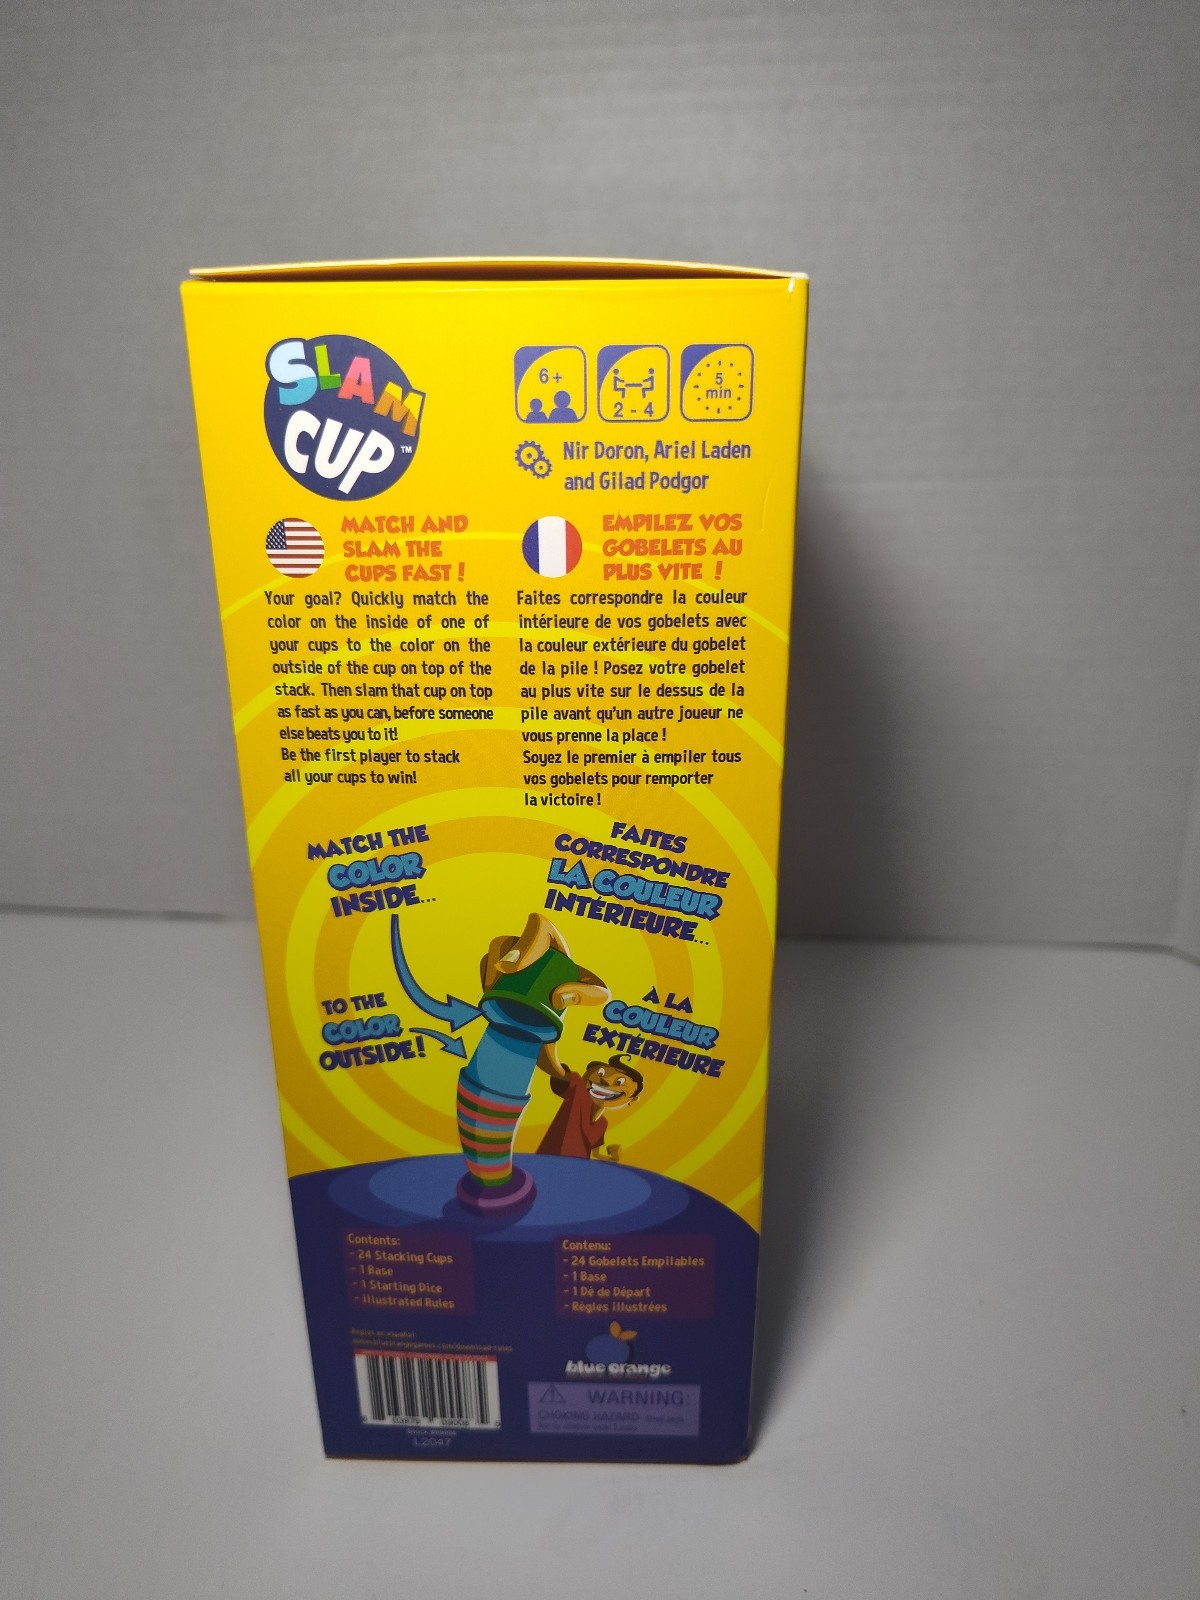 SLAM
CUP™
6+
2 - 4
5
min
Nir Doron, Ariel Laden
and Gilad Podgor
MATCH AND
SLAM THE
CUPS FAST !
Your goal? Quickly match the
color on the inside of one of
your cups to the color on the
outside of the cup on top of the
stack. Then slam that cup on top
as fast as you can, before someone
else beats you to it!
Be the first player to stack
all your cups to win!
EMPILEZ VOS
GOBELETS AU
PLUS VITE !
Faites correspondre la couleur
intérieure de vos gobelets avec
la couleur extérieure du gobelet
de la pile ! Posez votre gobelet
au plus vite sur le dessus de la
pile avant qu'un autre joueur ne
vous prenne la place !
Soyez le premier à empiler tous
vos gobelets pour remporter
la victoire !
MATCH THE
COLOR
INSIDE...
TO THE
COLOR
OUTSIDE!
FAITES
CORRESPONDRE
LA COULEUR
INTÉRIEURE...
À LA
COULEUR
EXTÉRIEURE
Contents:
- 24 Stacking Cups
- 1 Base
- 1 Starting Dice
- Illustrated Rules
Contenu:
- 24 Gobelets Empilables
- 1 Base
- 1 Dé de Départ
- Règles illustrées
L2047
blue orange
WARNING:
CHOKING HAZARD